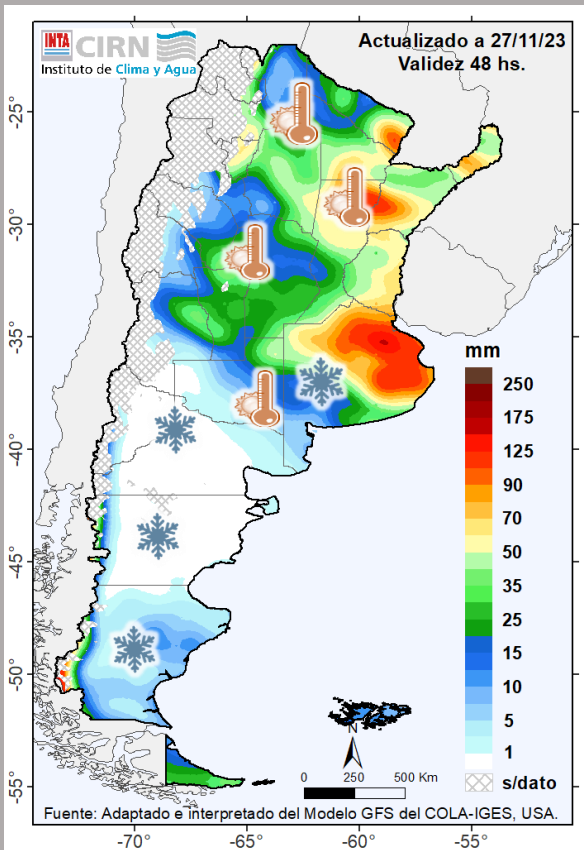 INTA CIRN
Instituto de Clima y Agua
Actualizado a 27/11/23
Validez 48 hs.
25°
30°
35°
40°
45°
50°
55°
mm
250
175
125
90
70
50
35
25
15
10
5
1
s/dato
N
0 250 500 Km
Fuente: Adaptado e interpretado del Modelo GFS del COLA-IGES, USA.
-70° -65° -60° -55°